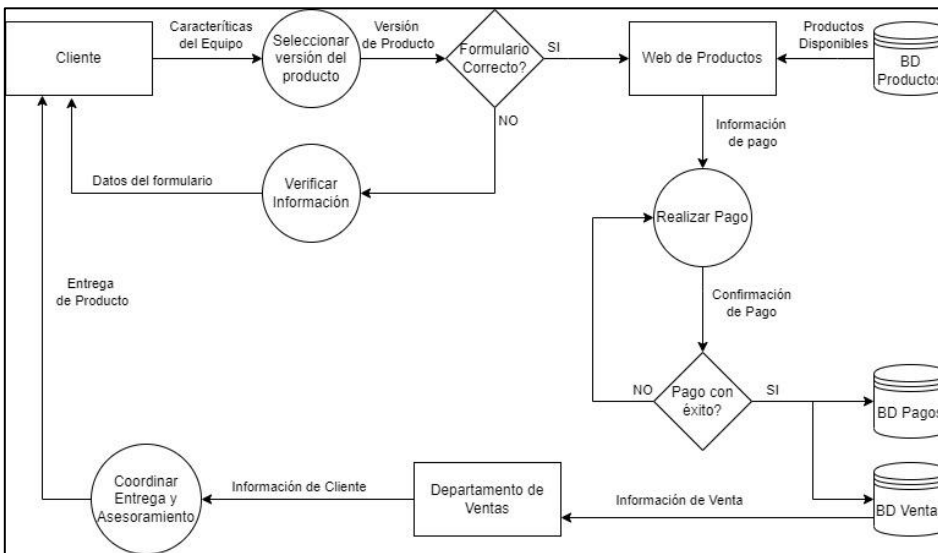 Caracteríticas
del Equipo
Versión
de Producto
Productos
Disponibles
Cliente
Seleccionar
versión del
producto
Formulario
Correcto?
SI
Web de Productos
BD
Productos
NO
Información
de pago
Datos del formulario
Verificar
Información
Realizar Pago
Entrega
de Producto
Confirmación
de Pago
NO
Pago con
éxito?
SI
BD Pagos
Coordinar
Entrega y
Asesoramiento
Información de Cliente
Departamento de
Ventas
Información de Venta
BD Venta